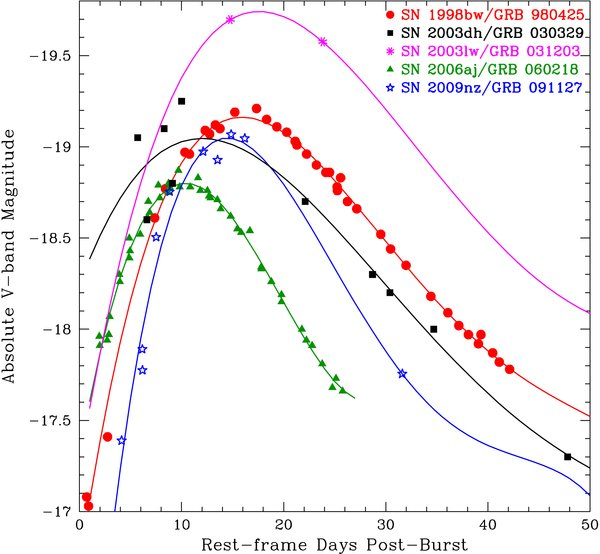 SN 1998bw/GRB 980425
SN 2003dh/GRB 030329
SN 2003lw/GRB 031203
SN 2006aj/GRB 060218
SN 2009nz/GRB 091127
Absolute V-band Magnitude
-19.5
-19
-18.5
-18
-17.5
-17
0
10
20
30
40
50
Rest-frame Days Post-Burst